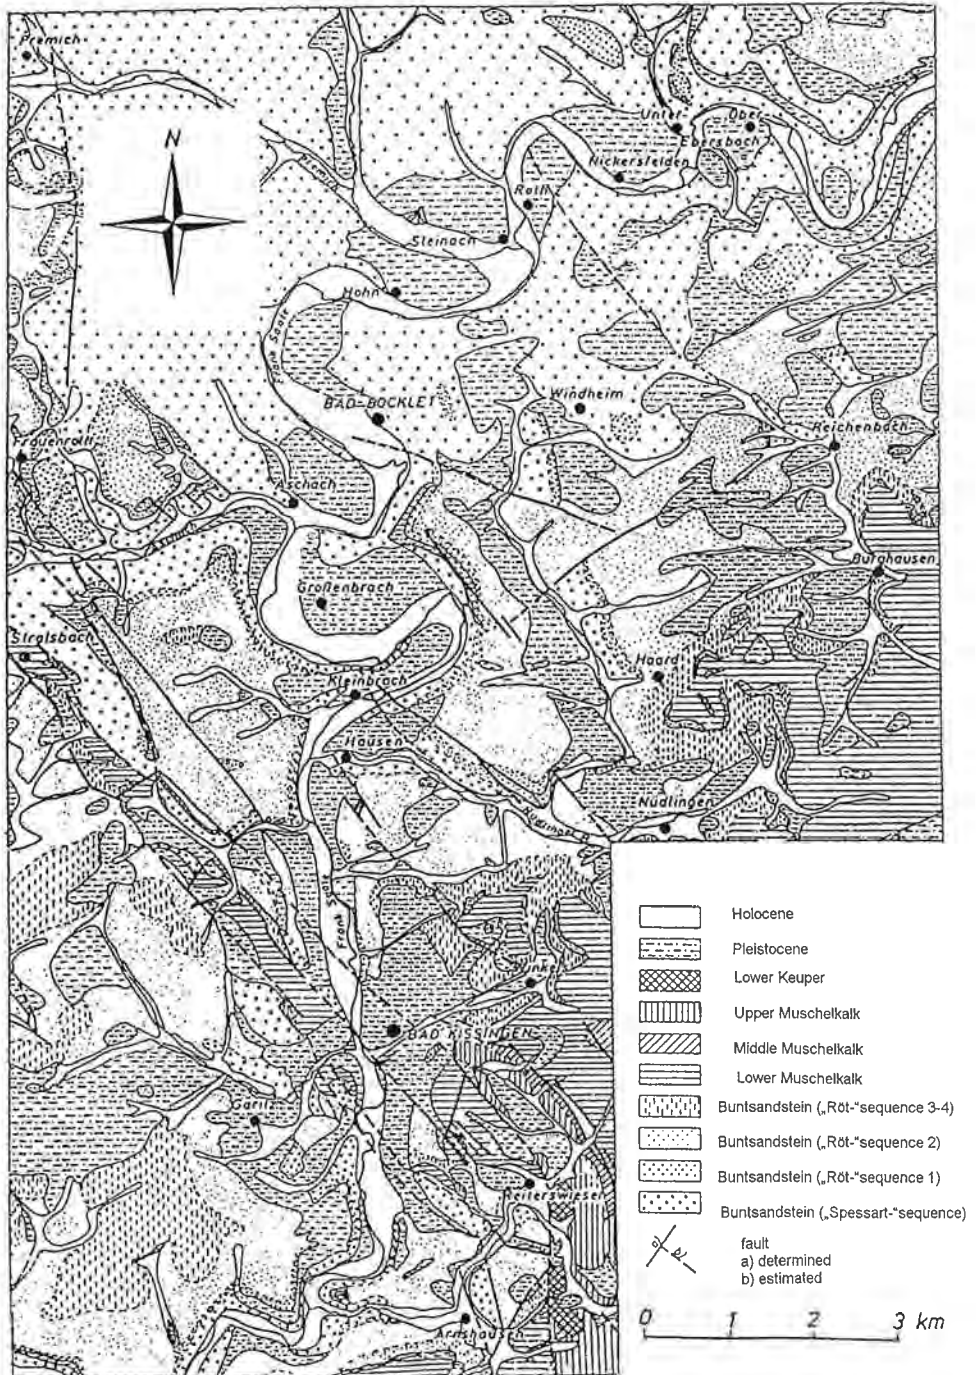 Premich
N
Unter-
Ober-
Ebersbach
Nickersfelden
Premich
Roth
Steinach
Hohn
Fränk Saale
BAD-BOCKLET
Windheim
Reichenbach
Frauenroth
Aschach
Burghausen
Großenbrach
Stralsbach
Haard
Kleinbrach
Hausen
Nüdlingen
Fränk Saale
BAD KISSINGEN
Garitz
Reiterswiesen
Arnshausen
Holocene
Pleistocene
Lower Keuper
Upper Muschelkalk
Middle Muschelkalk
Lower Muschelkalk
Buntsandstein („Röt-“sequence 3-4)
Buntsandstein („Röt-“sequence 2)
Buntsandstein („Röt-“sequence 1)
Buntsandstein („Spessart-“sequence)
a)
b)
fault
a) determined
b) estimated
0 1 2 3 km